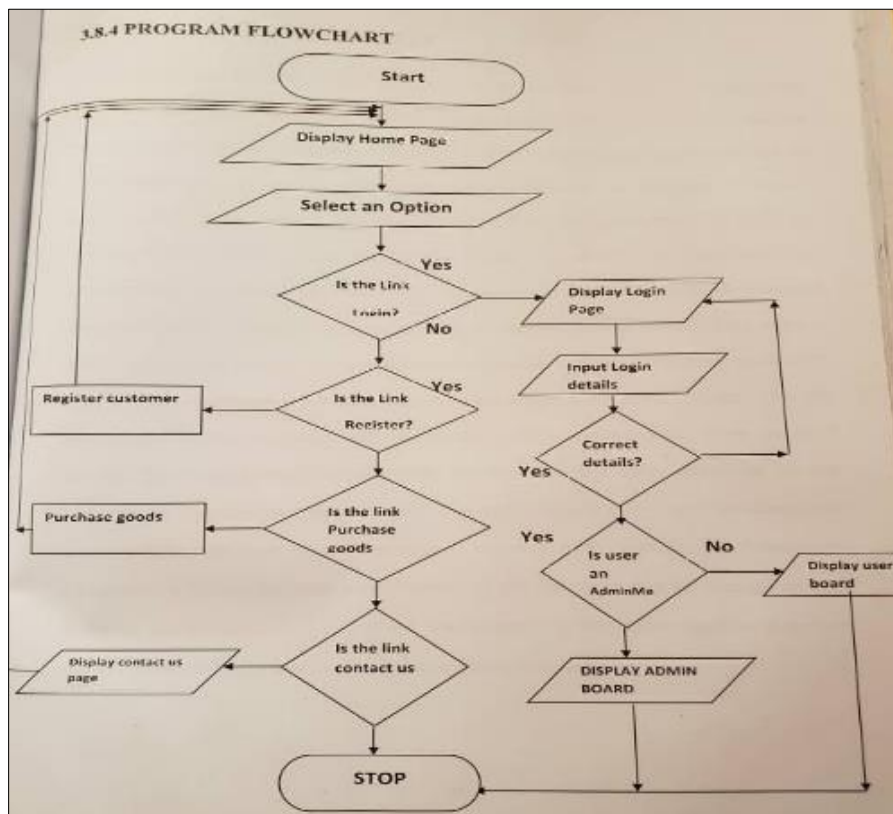 3.8.4 PROGRAM FLOWCHART
Start
Display Home Page
Select an Option
Yes
Is the Link
Login?
No
Display Login
Page
Input Login
details
Register customer
Yes
Is the Link
Register?
Correct
details?
Yes
Purchase goods
Is the link
Purchase
goods
Yes
Is user
an
AdminMe
No
Display user
board
Display contact us
page
Is the link
contact us
DISPLAY ADMIN
BOARD
STOP